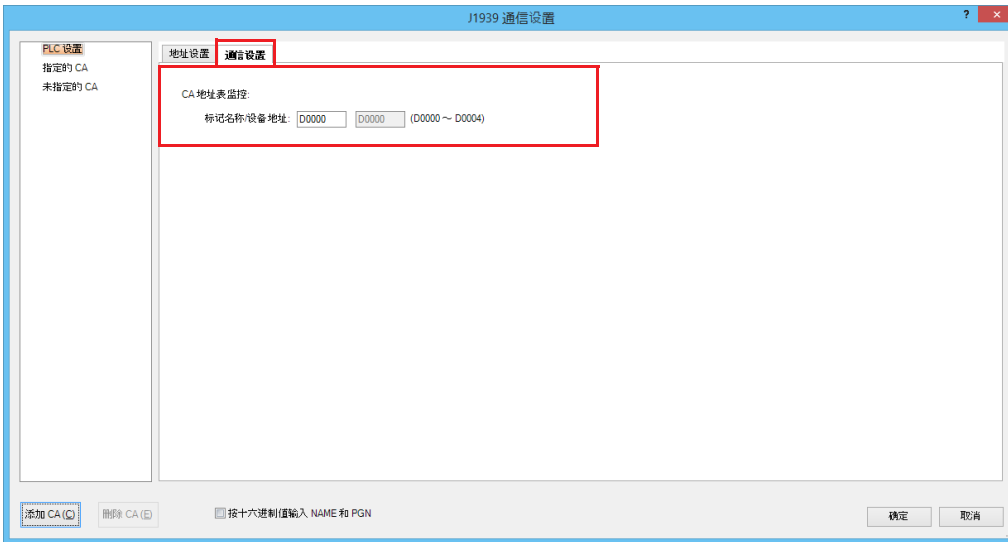 J1939 通信设置
?
×
PLC 设置
指定的 CA
未指定的 CA
地址设置 通信设置
CA 地址表监控:
标记名称/设备地址: D0000 D0000 (D0000 ～ D0004)
添加 CA (C) 删除 CA (E) 按十六进制值输入 NAME 和 PGN 确定 取消